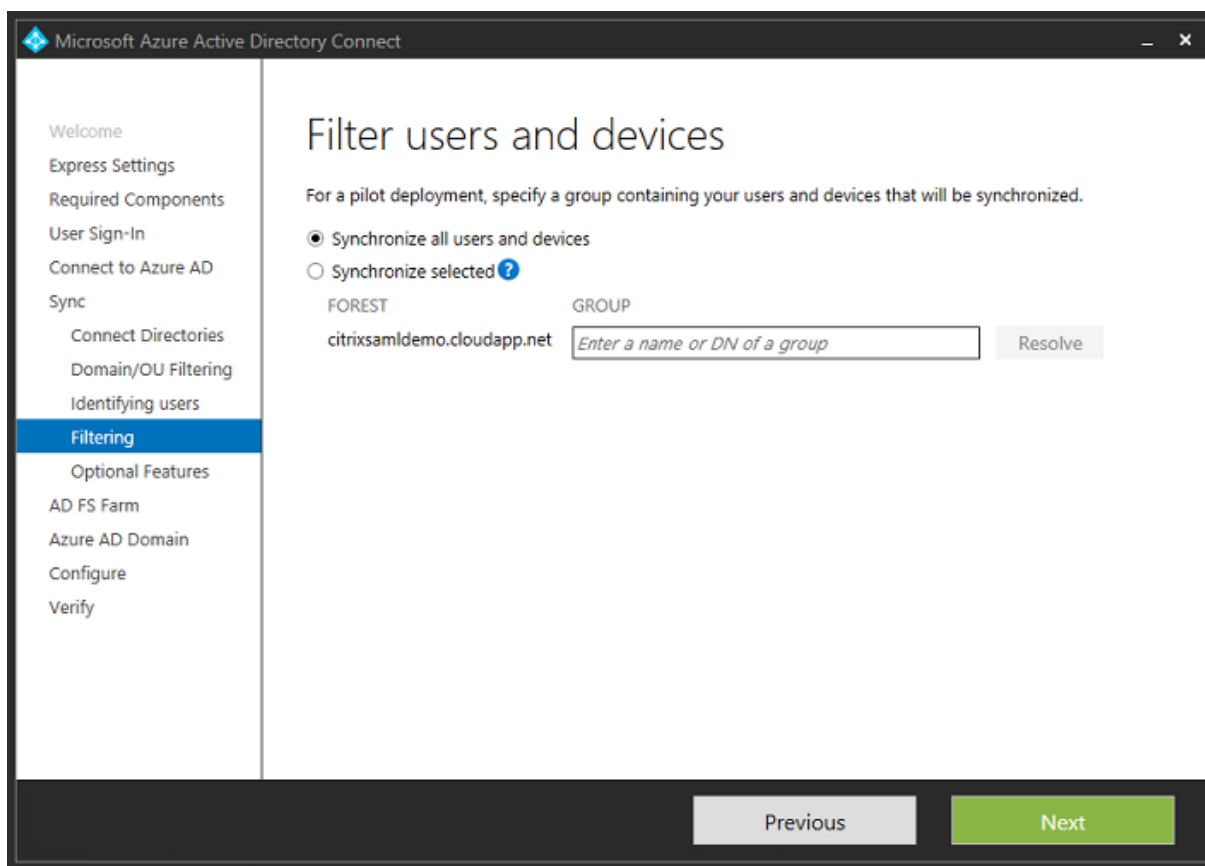 Microsoft Azure Active Directory Connect
Welcome
Express Settings
Required Components
User Sign-In
Connect to Azure AD
Sync
Connect Directories
Domain/OU Filtering
Identifying users
Filtering
Optional Features
AD FS Farm
Azure AD Domain
Configure
Verify
Filter users and devices
For a pilot deployment, specify a group containing your users and devices that will be synchronized.
Synchronize all users and devices
Synchronize selected ?
FOREST GROUP
citrixsamldemo.cloudapp.net Enter a name or DN of a group Resolve
Previous Next